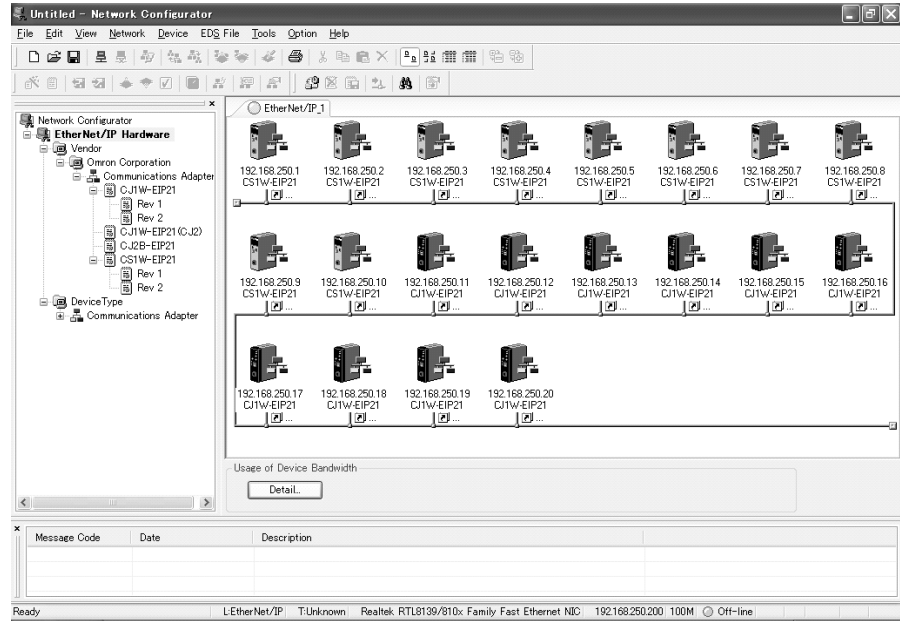 Untitled - Network Configurator
File Edit View Network Device EDS File Tools Option Help
EtherNet/IP_1
Network Configurator
EtherNet/IP Hardware
Vendor
Omron Corporation
Communications Adapter
CJ1W-EIP21
Rev 1
Rev 2
CJ1W-EIP21(CJ2)
CJ2B-EIP21
CS1W-EIP21
Rev 1
Rev 2
DeviceType
Communications Adapter
192.168.250.1 192.168.250.2 192.168.250.3 192.168.250.4 192.168.250.5 192.168.250.6 192.168.250.7 192.168.250.8
CS1W-EIP21 CS1W-EIP21 CS1W-EIP21 CS1W-EIP21 CS1W-EIP21 CS1W-EIP21 CS1W-EIP21 CS1W-EIP21
... ... ... ... ... ... ... ...
192.168.250.9 192.168.250.10 192.168.250.11 192.168.250.12 192.168.250.13 192.168.250.14 192.168.250.15 192.168.250.16
CS1W-EIP21 CS1W-EIP21 CJ1W-EIP21 CJ1W-EIP21 CJ1W-EIP21 CJ1W-EIP21 CJ1W-EIP21 CJ1W-EIP21
... ... ... ... ... ... ... ...
192.168.250.17 192.168.250.18 192.168.250.19 192.168.250.20
CJ1W-EIP21 CJ1W-EIP21 CJ1W-EIP21 CJ1W-EIP21
... ... ... ...
Usage of Device Bandwidth
Detail...
Message Code Date Description
Ready L:EtherNet/IP T:Unknown Realtek RTL8139/810x Family Fast Ethernet NIC 192.168.250.200 100M Off-line